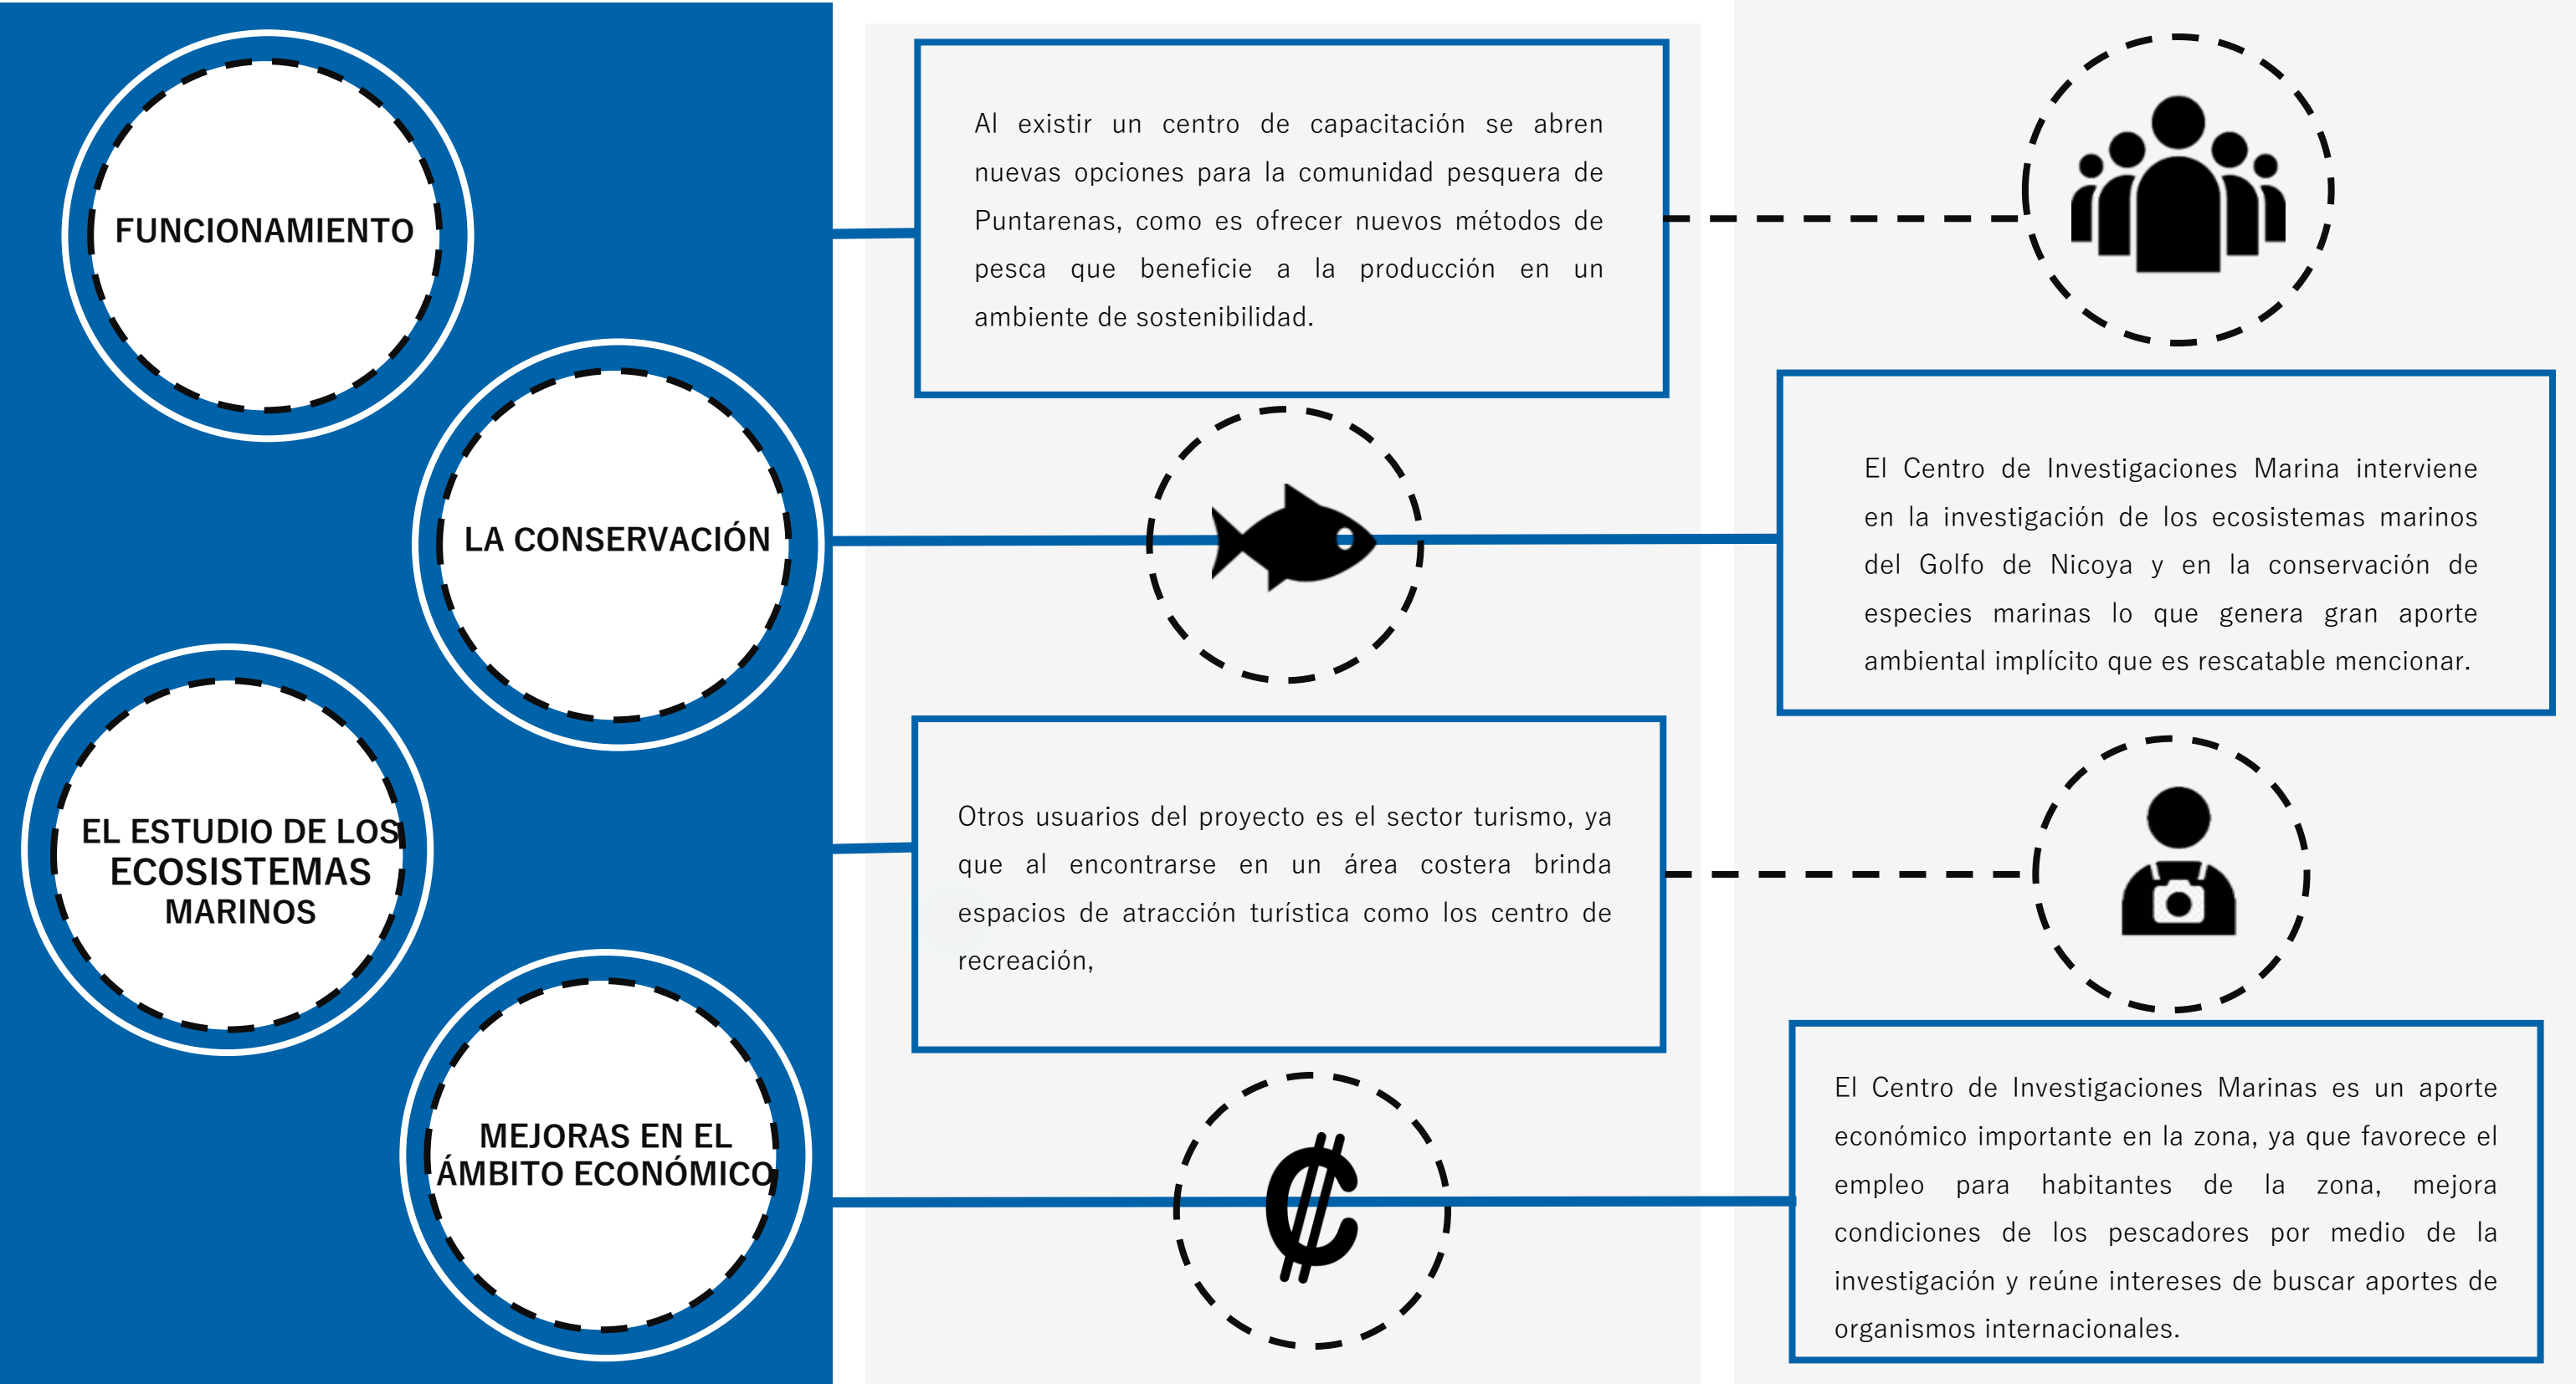 FUNCIONAMIENTO
Al existir un centro de capacitación se abren
nuevas opciones para la comunidad pesquera de
Puntarenas, como es ofrecer nuevos métodos de
pesca que beneficie a la producción en un
ambiente de sostenibilidad.
LA CONSERVACIÓN
El Centro de Investigaciones Marina interviene
en la investigación de los ecosistemas marinos
del Golfo de Nicoya y en la conservación de
especies marinas lo que genera gran aporte
ambiental implícito que es rescatable mencionar.
EL ESTUDIO DE LOS
ECOSISTEMAS
MARINOS
Otros usuarios del proyecto es el sector turismo, ya
que al encontrarse en un área costera brinda
espacios de atracción turística como los centro de
recreación,
MEJORAS EN EL
ÁMBITO ECONÓMICO
₡
El Centro de Investigaciones Marinas es un aporte
económico importante en la zona, ya que favorece el
empleo para habitantes de la zona, mejora
condiciones de los pescadores por medio de la
investigación y reúne intereses de buscar aportes de
organismos internacionales.